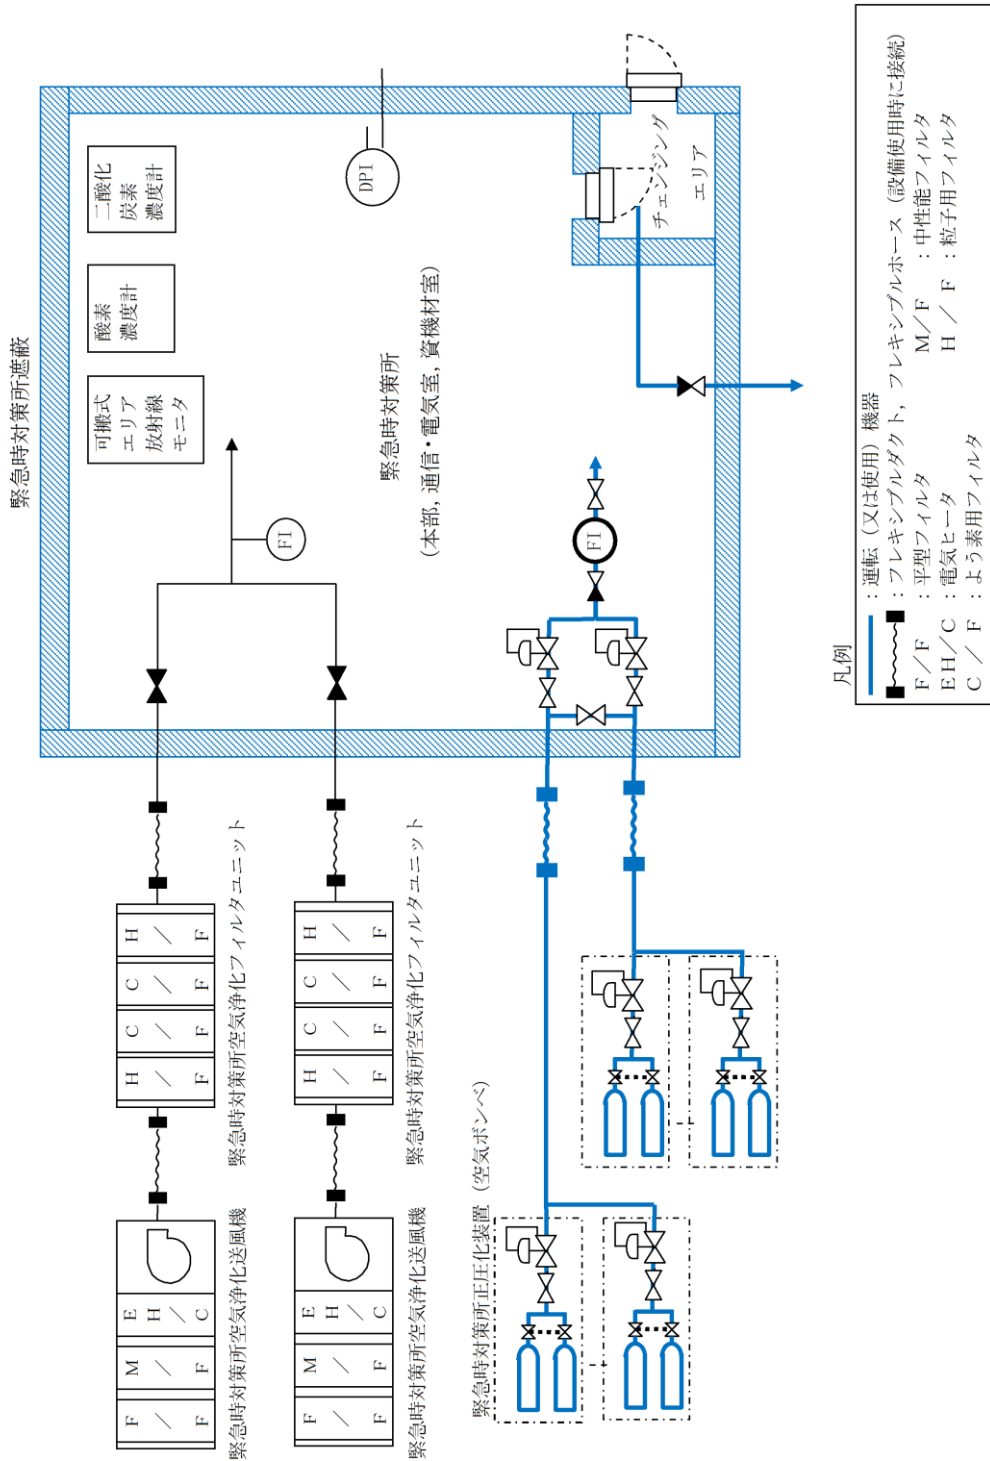 緊急時対策所遮蔽
F/F
M/F
EH/C
H/F
C/F
C/F
H/F
可搬式
エリア
放射線
モニタ
酸素
濃度計
二酸化
炭素
濃度計
緊急時対策所空気浄化送風機
緊急時対策所空気浄化フィルタユニット
FI
DPI
F/F
M/F
EH/C
H/F
C/F
C/F
H/F
緊急時対策所
(本部,通信・電気室,資機材室)
緊急時対策所空気浄化送風機
緊急時対策所空気浄化フィルタユニット
緊急時対策所正圧化装置(空気ボンベ)
FI
チェンジング
エリア
凡例
:運転(又は使用)機器
:フレキシブルダクト,フレキシブルホース(設備使用時に接続)
F/F :平型フィルタ M/F :中性能フィルタ
EH/C :電気ヒータ H/F :粒子用フィルタ
C/F :よう素用フィルタ